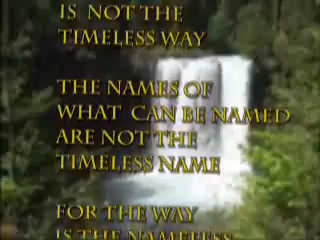 IS NOT THE
TIMELESS WAY
THE NAMES OF
WHAT CAN BE NAMED
ARE NOT THE
TIMELESS NAME
FOR THE WAY
IS THE NAMELESS